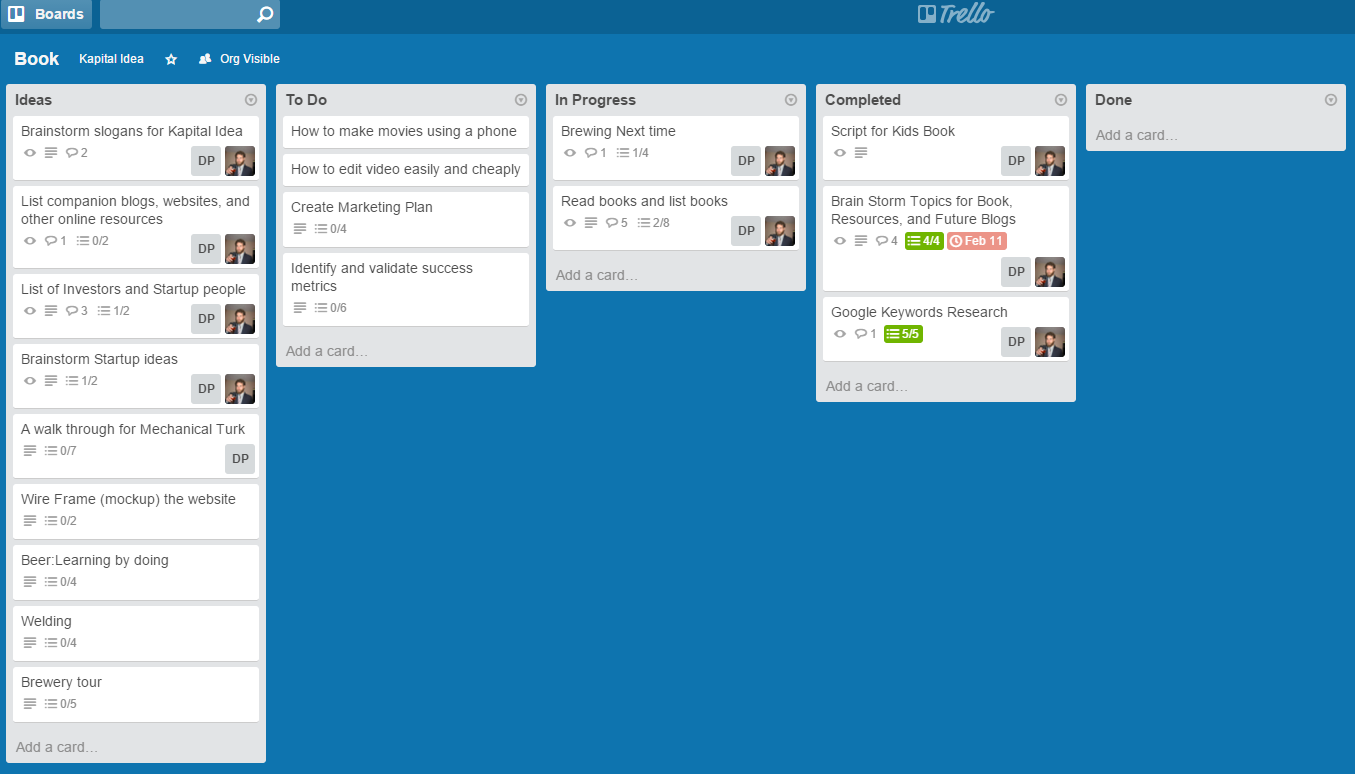 Boards
Trello
Book Kapital Idea Org Visible
Ideas
Brainstorm slogans for Kapital Idea
2
DP
List companion blogs, websites, and
other online resources
1 0/2
DP
List of Investors and Startup people
3 1/2
DP
Brainstorm Startup ideas
1/2
DP
A walk through for Mechanical Turk
0/7
DP
Wire Frame (mockup) the website
0/2
Beer:Learning by doing
0/4
Welding
0/4
Brewery tour
0/5
Add a card…
To Do
How to make movies using a phone
How to edit video easily and cheaply
Create Marketing Plan
0/4
Identify and validate success
metrics
0/6
Add a card…
In Progress
Brewing Next time
1 1/4
DP
Read books and list books
5 2/8
DP
Add a card…
Completed
Script for Kids Book
DP
Brain Storm Topics for Book,
Resources, and Future Blogs
4 4/4 Feb 11
DP
Google Keywords Research
1 5/5
DP
Add a card…
Done
Add a card…